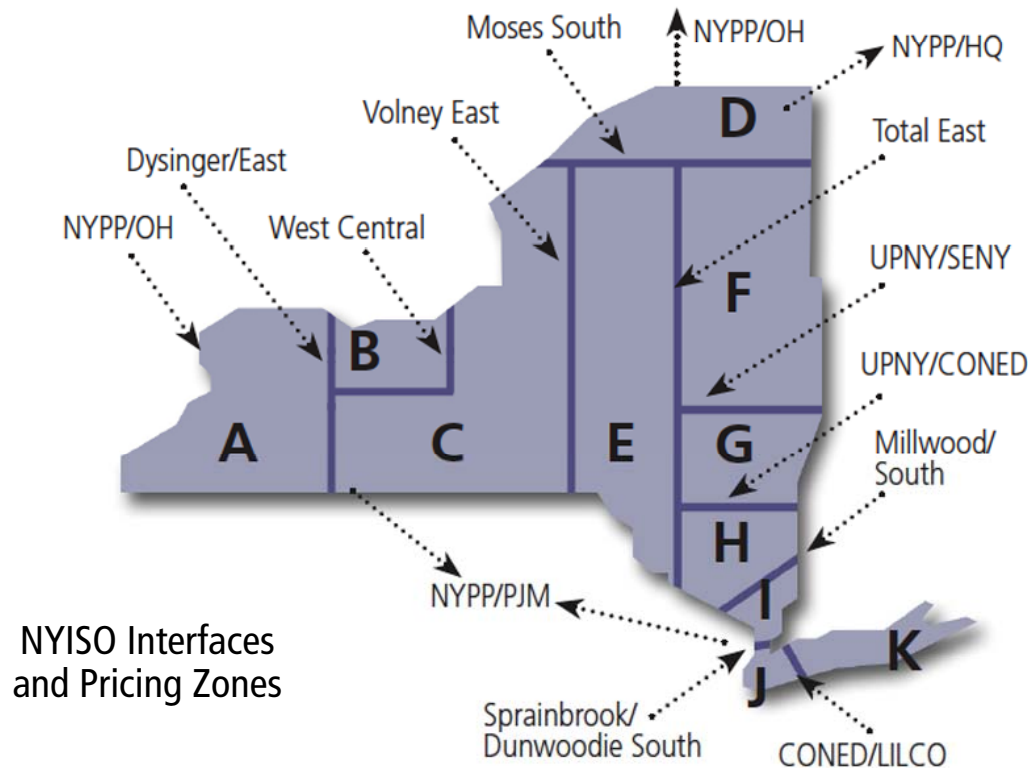 Moses South
NYPP/OH
NYPP/HQ
Volney East
D
Total East
Dysinger/East
NYPP/OH
West Central
UPNY/SENY
F
B
UPNY/CONED
A
C
E
G
Millwood/
South
H
I
NYPP/PJM
NYISO Interfaces
and Pricing Zones
K
J
Sprainbrook/
Dunwoodie South
CONED/LILCO